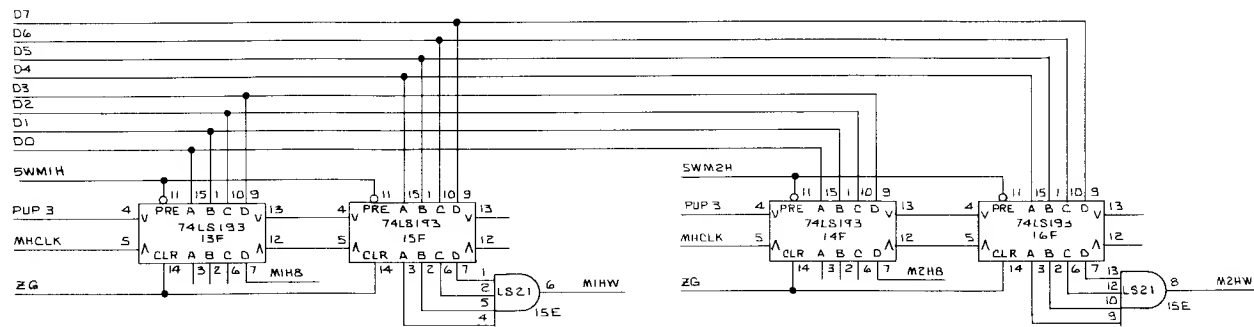 D7
D6
D5
D4
D3
D2
D1
D0
SWM1H
11 15 1 10 9
PRE A B C D
PUP 3 4 V V 13
74LS193
13F
MHCLK 5 Λ Λ 12
CLR A B C D
14 3 2 6 7 M1H8
ZG
11 15 1 10 9
PRE A B C D
4 V V 13
74LS193
15F
5 Λ Λ 12
CLR A B C D
14 3 2 6 7
1
2
5
4
LS21
6 M1HW
15E
SWM2H
11 15 1 10 9
PRE A B C D
PUP 3 4 V V 13
74LS193
14F
MHCLK 5 Λ Λ 12
CLR A B C D
14 3 2 6 7 M2H8
ZG
11 15 1 10 9
PRE A B C D
4 V V 13
74LS193
16F
5 Λ Λ 12
CLR A B C D
14 3 2 6 7
13
12
10
9
LS21
8 M2HW
15E